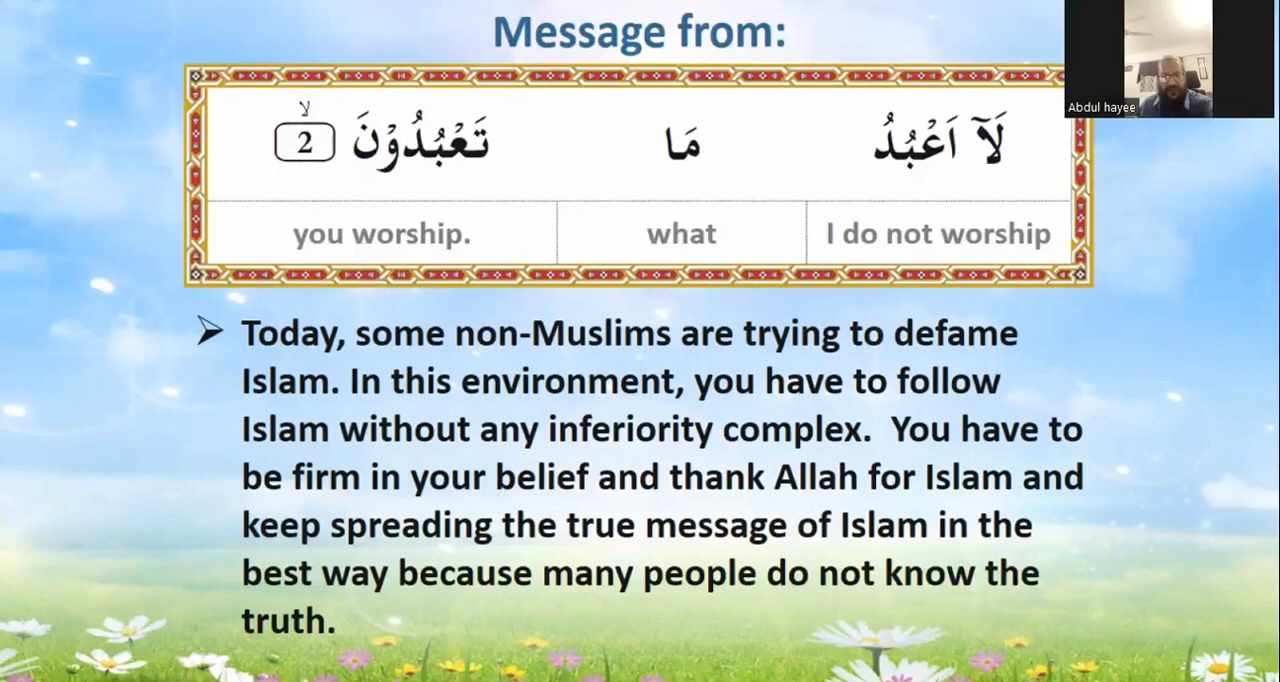 Message from:
Abdul hayee
لَآ اَعْبُدُ مَا تَعْبُدُوْنَ ۙ 2
you worship. what I do not worship
➢ Today, some non-Muslims are trying to defame
Islam. In this environment, you have to follow
Islam without any inferiority complex. You have to
be firm in your belief and thank Allah for Islam and
keep spreading the true message of Islam in the
best way because many people do not know the
truth.